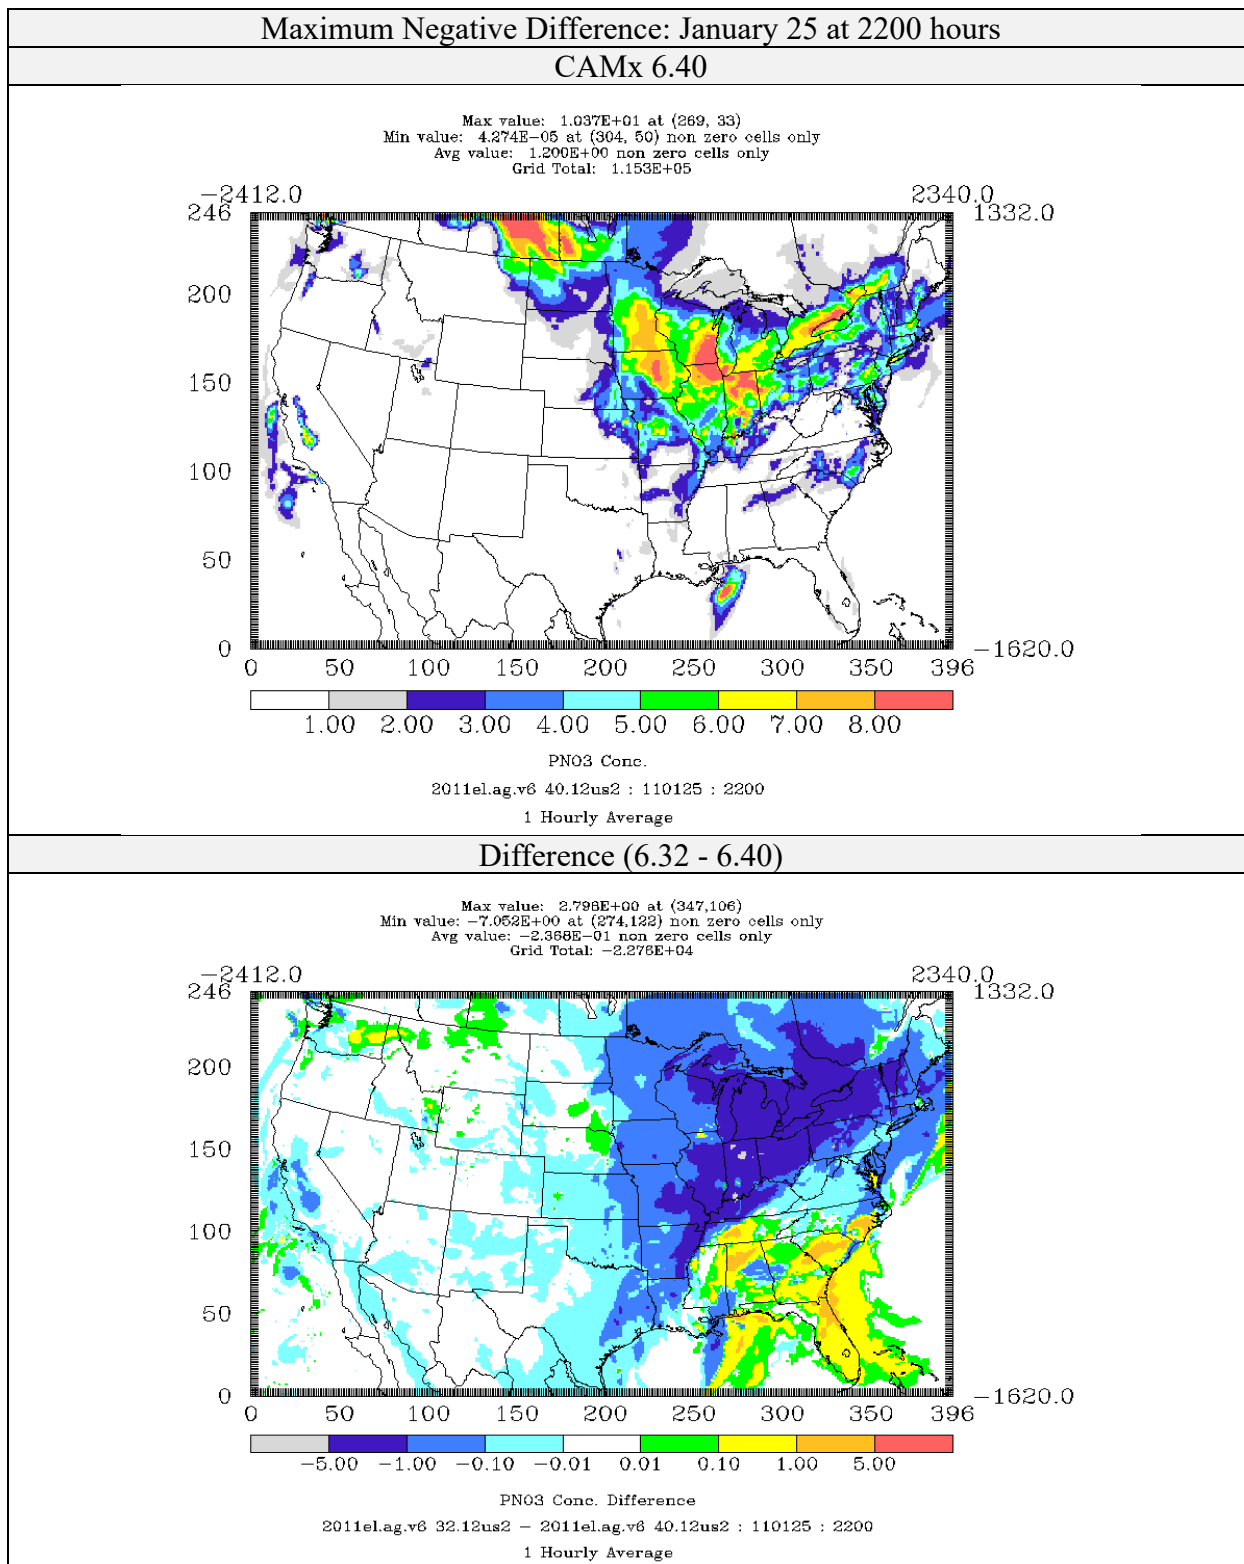 Maximum Negative Difference: January 25 at 2200 hours
CAMx 6.40
Max value: 1.037E+01 at (269, 33)
Min value: 4.274E-05 at (304, 50) non zero cells only
Avg value: 1.200E+00 non zero cells only
Grid Total: 1.153E+05
-2412.0 2340.0
246 1332.0
200
150
100
50
0 -1620.0
0 50 100 150 200 250 300 350 396
1.00 2.00 3.00 4.00 5.00 6.00 7.00 8.00
PNO3 Conc.
2011el.ag.v6 40.12us2 : 110125 : 2200
1 Hourly Average
Difference (6.32 - 6.40)
Max value: 2.798E+00 at (347,106)
Min value: -7.052E+00 at (274,122) non zero cells only
Avg value: -2.368E-01 non zero cells only
Grid Total: -2.276E+04
-2412.0 2340.0
246 1332.0
200
150
100
50
0 -1620.0
0 50 100 150 200 250 300 350 396
-5.00 -1.00 -0.10 -0.01 0.01 0.10 1.00 5.00
PNO3 Conc. Difference
2011el.ag.v6 32.12us2 - 2011el.ag.v6 40.12us2 : 110125 : 2200
1 Hourly Average